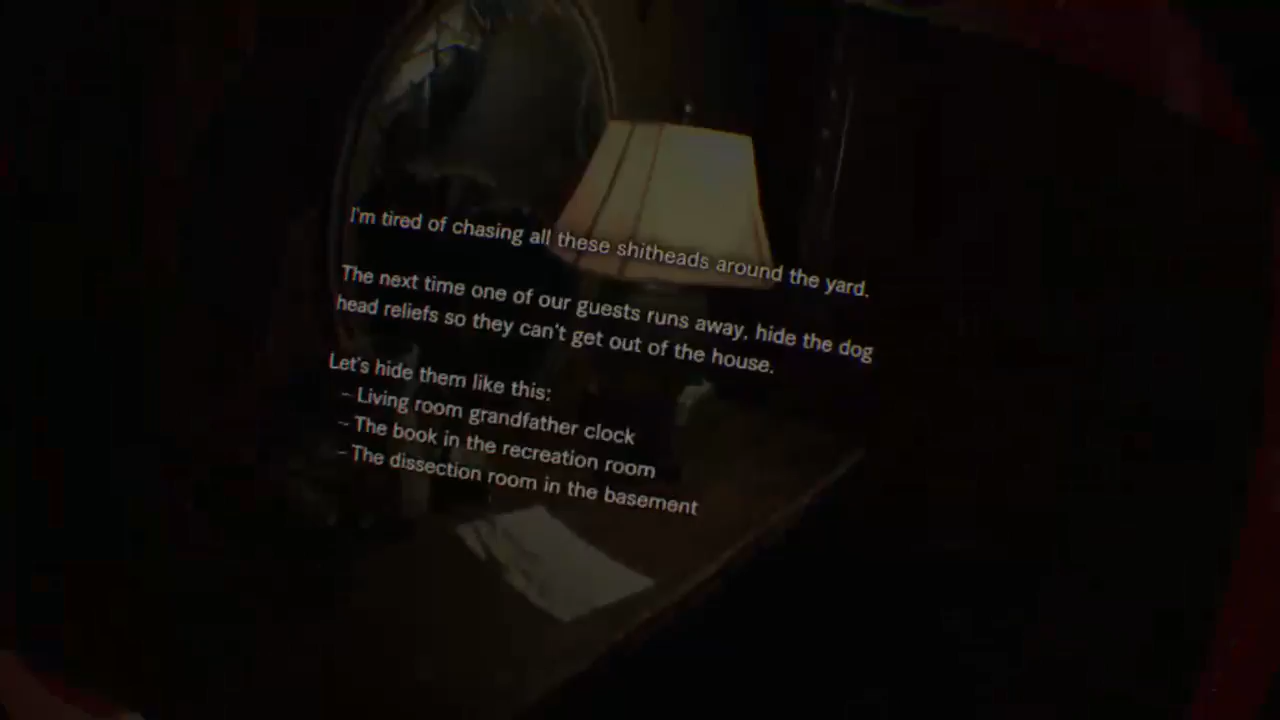 I'm tired of chasing all these shitheads around the yard.
The next time one of our guests runs away, hide the dog
head reliefs so they can't get out of the house.
Let's hide them like this:
- Living room grandfather clock
- The book in the recreation room
- The dissection room in the basement